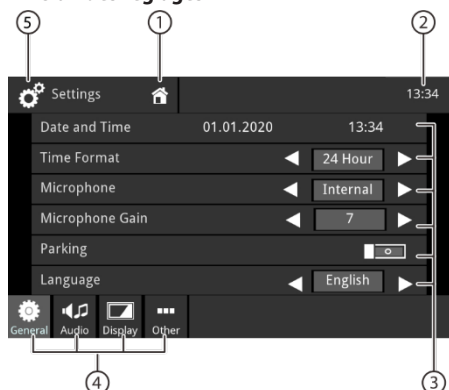 5 1 2
Settings 13:34
Date and Time 01.01.2020 13:34
Time Format 24 Hour
Microphone Internal
Microphone Gain 7
Parking
Language English
General Audio Display Other
4 3